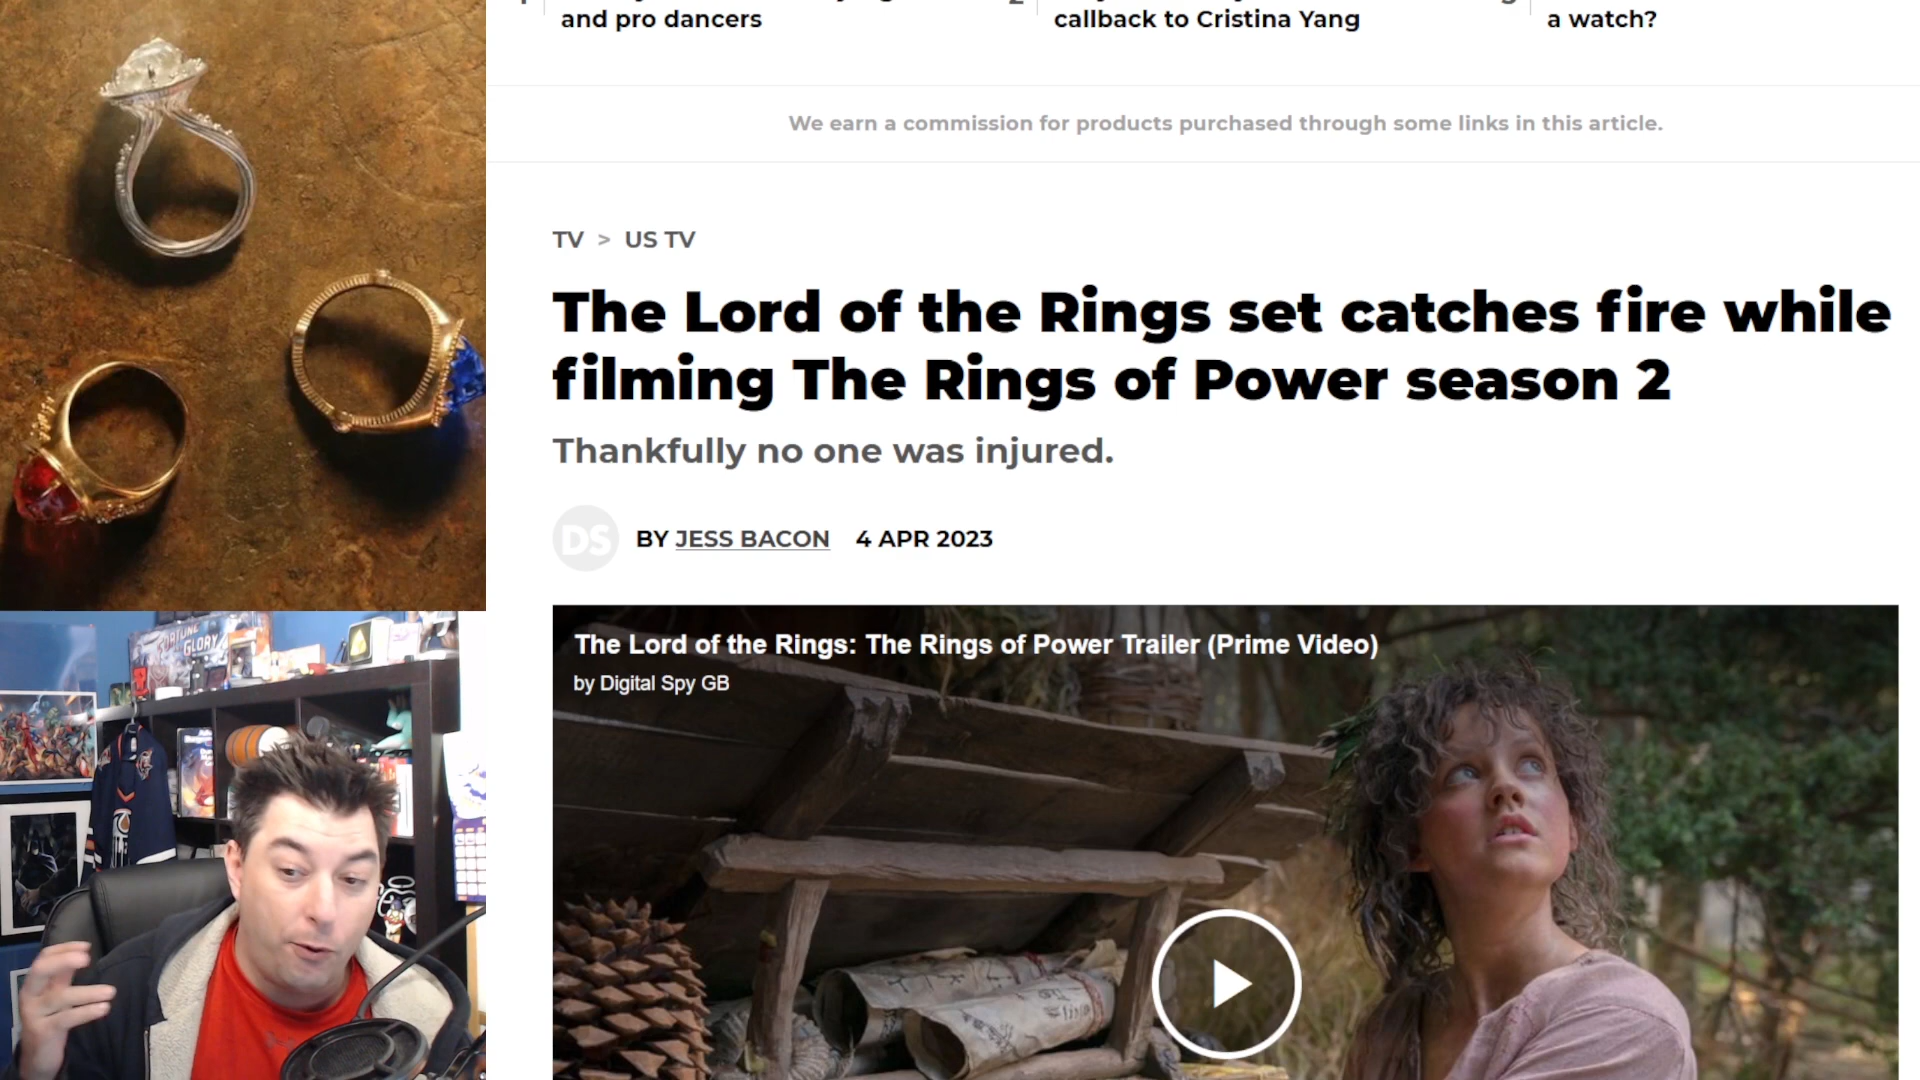 and pro dancers
callback to Cristina Yang
a watch?
We earn a commission for products purchased through some links in this article.
TV > US TV
The Lord of the Rings set catches fire while
filming The Rings of Power season 2
Thankfully no one was injured.
DS
BY JESS BACON 4 APR 2023
The Lord of the Rings: The Rings of Power Trailer (Prime Video)
by Digital Spy GB
FORTUNE
GLORY